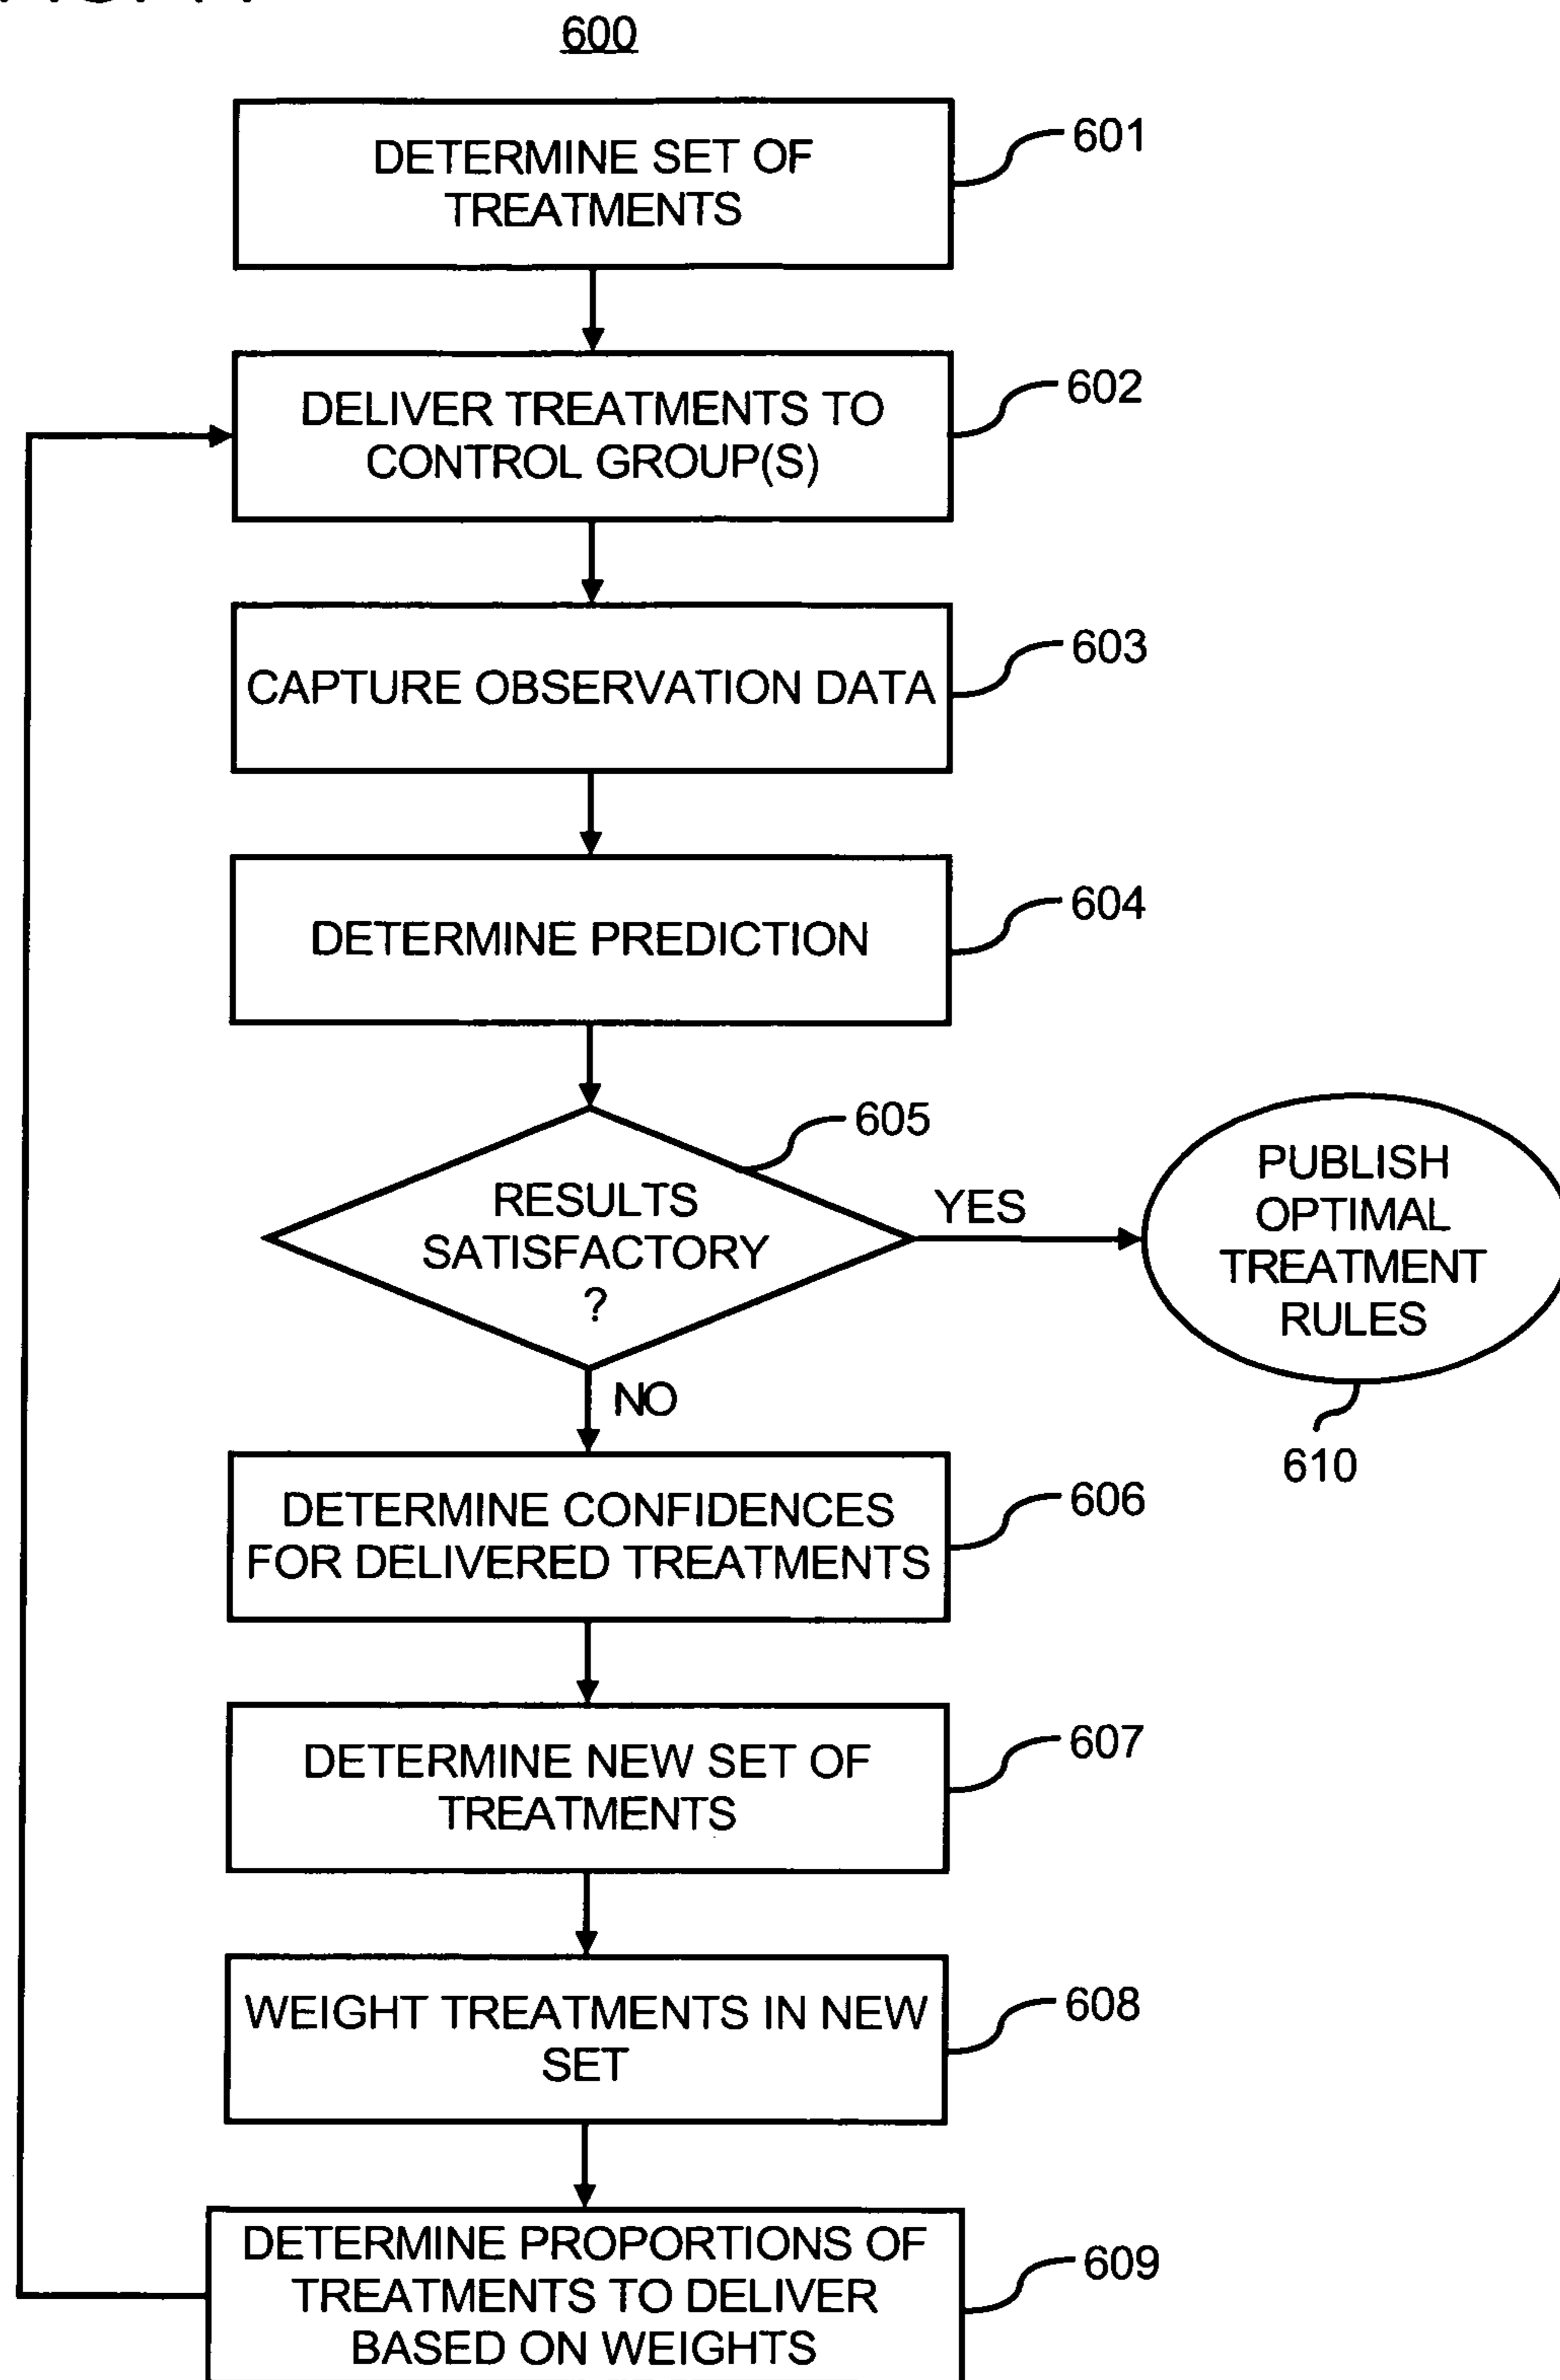 600
DETERMINE SET OF
TREATMENTS
601
DELIVER TREATMENTS TO
CONTROL GROUP(S)
602
CAPTURE OBSERVATION DATA
603
DETERMINE PREDICTION
604
605
RESULTS
SATISFACTORY
?
YES
PUBLISH
OPTIMAL
TREATMENT
RULES
610
NO
DETERMINE CONFIDENCES
FOR DELIVERED TREATMENTS
606
DETERMINE NEW SET OF
TREATMENTS
607
WEIGHT TREATMENTS IN NEW
SET
608
DETERMINE PROPORTIONS OF
TREATMENTS TO DELIVER
BASED ON WEIGHTS
609